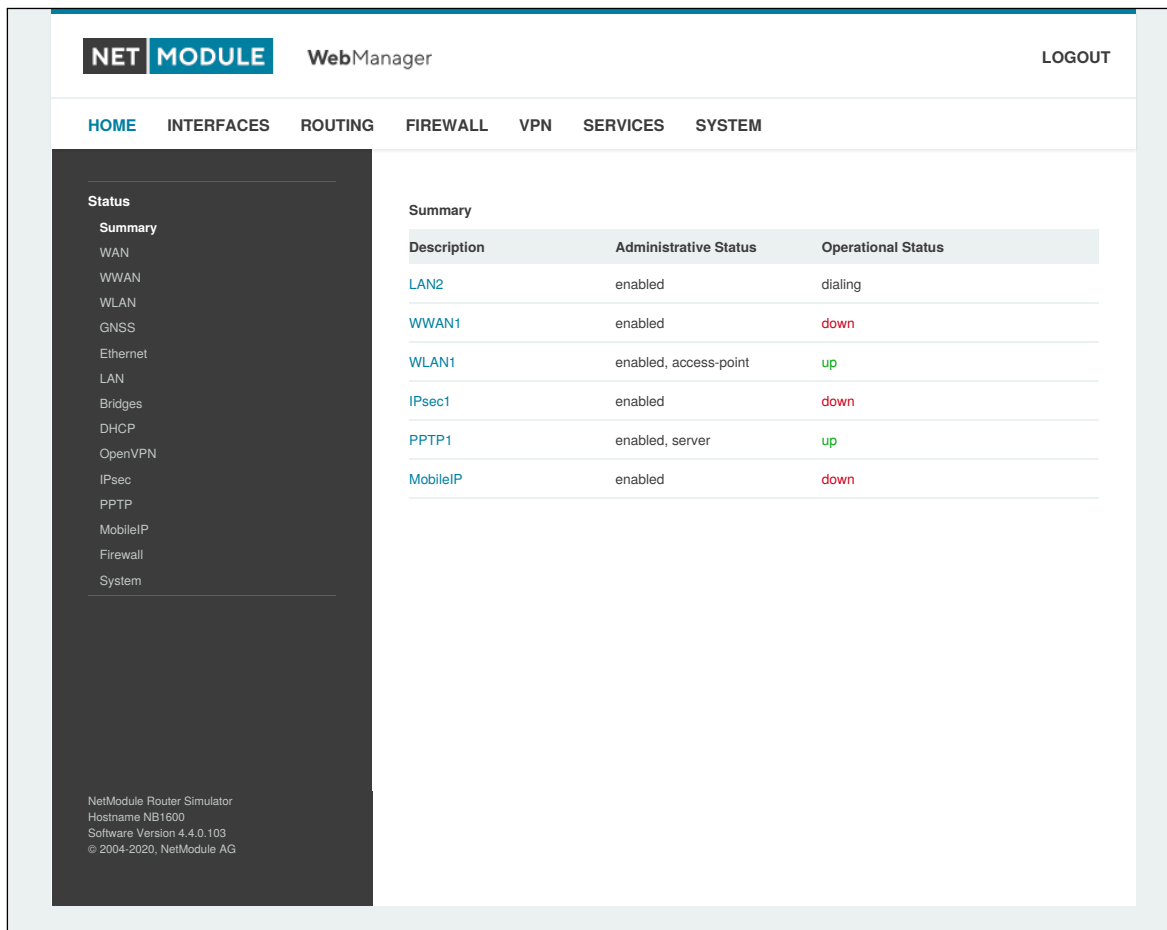 NET MODULE WebManager LOGOUT
HOME INTERFACES ROUTING FIREWALL VPN SERVICES SYSTEM
Status
Summary
WAN
WWAN
WLAN
GNSS
Ethernet
LAN
Bridges
DHCP
OpenVPN
IPsec
PPTP
MobileIP
Firewall
System
NetModule Router Simulator
Hostname NB1600
Software Version 4.4.0.103
© 2004-2020, NetModule AG
Summary
Description Administrative Status Operational Status
LAN2 enabled dialing
WWAN1 enabled down
WLAN1 enabled, access-point up
IPsec1 enabled down
PPTP1 enabled, server up
MobileIP enabled down